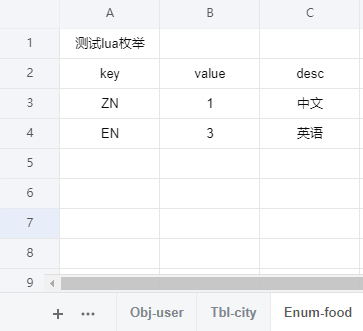 A B C
1 测试lua枚举
2 key value desc
3 ZN 1 中文
4 EN 3 英语
5
6
7
8
9
+ ··· Obj-user Tbl-city Enum-food